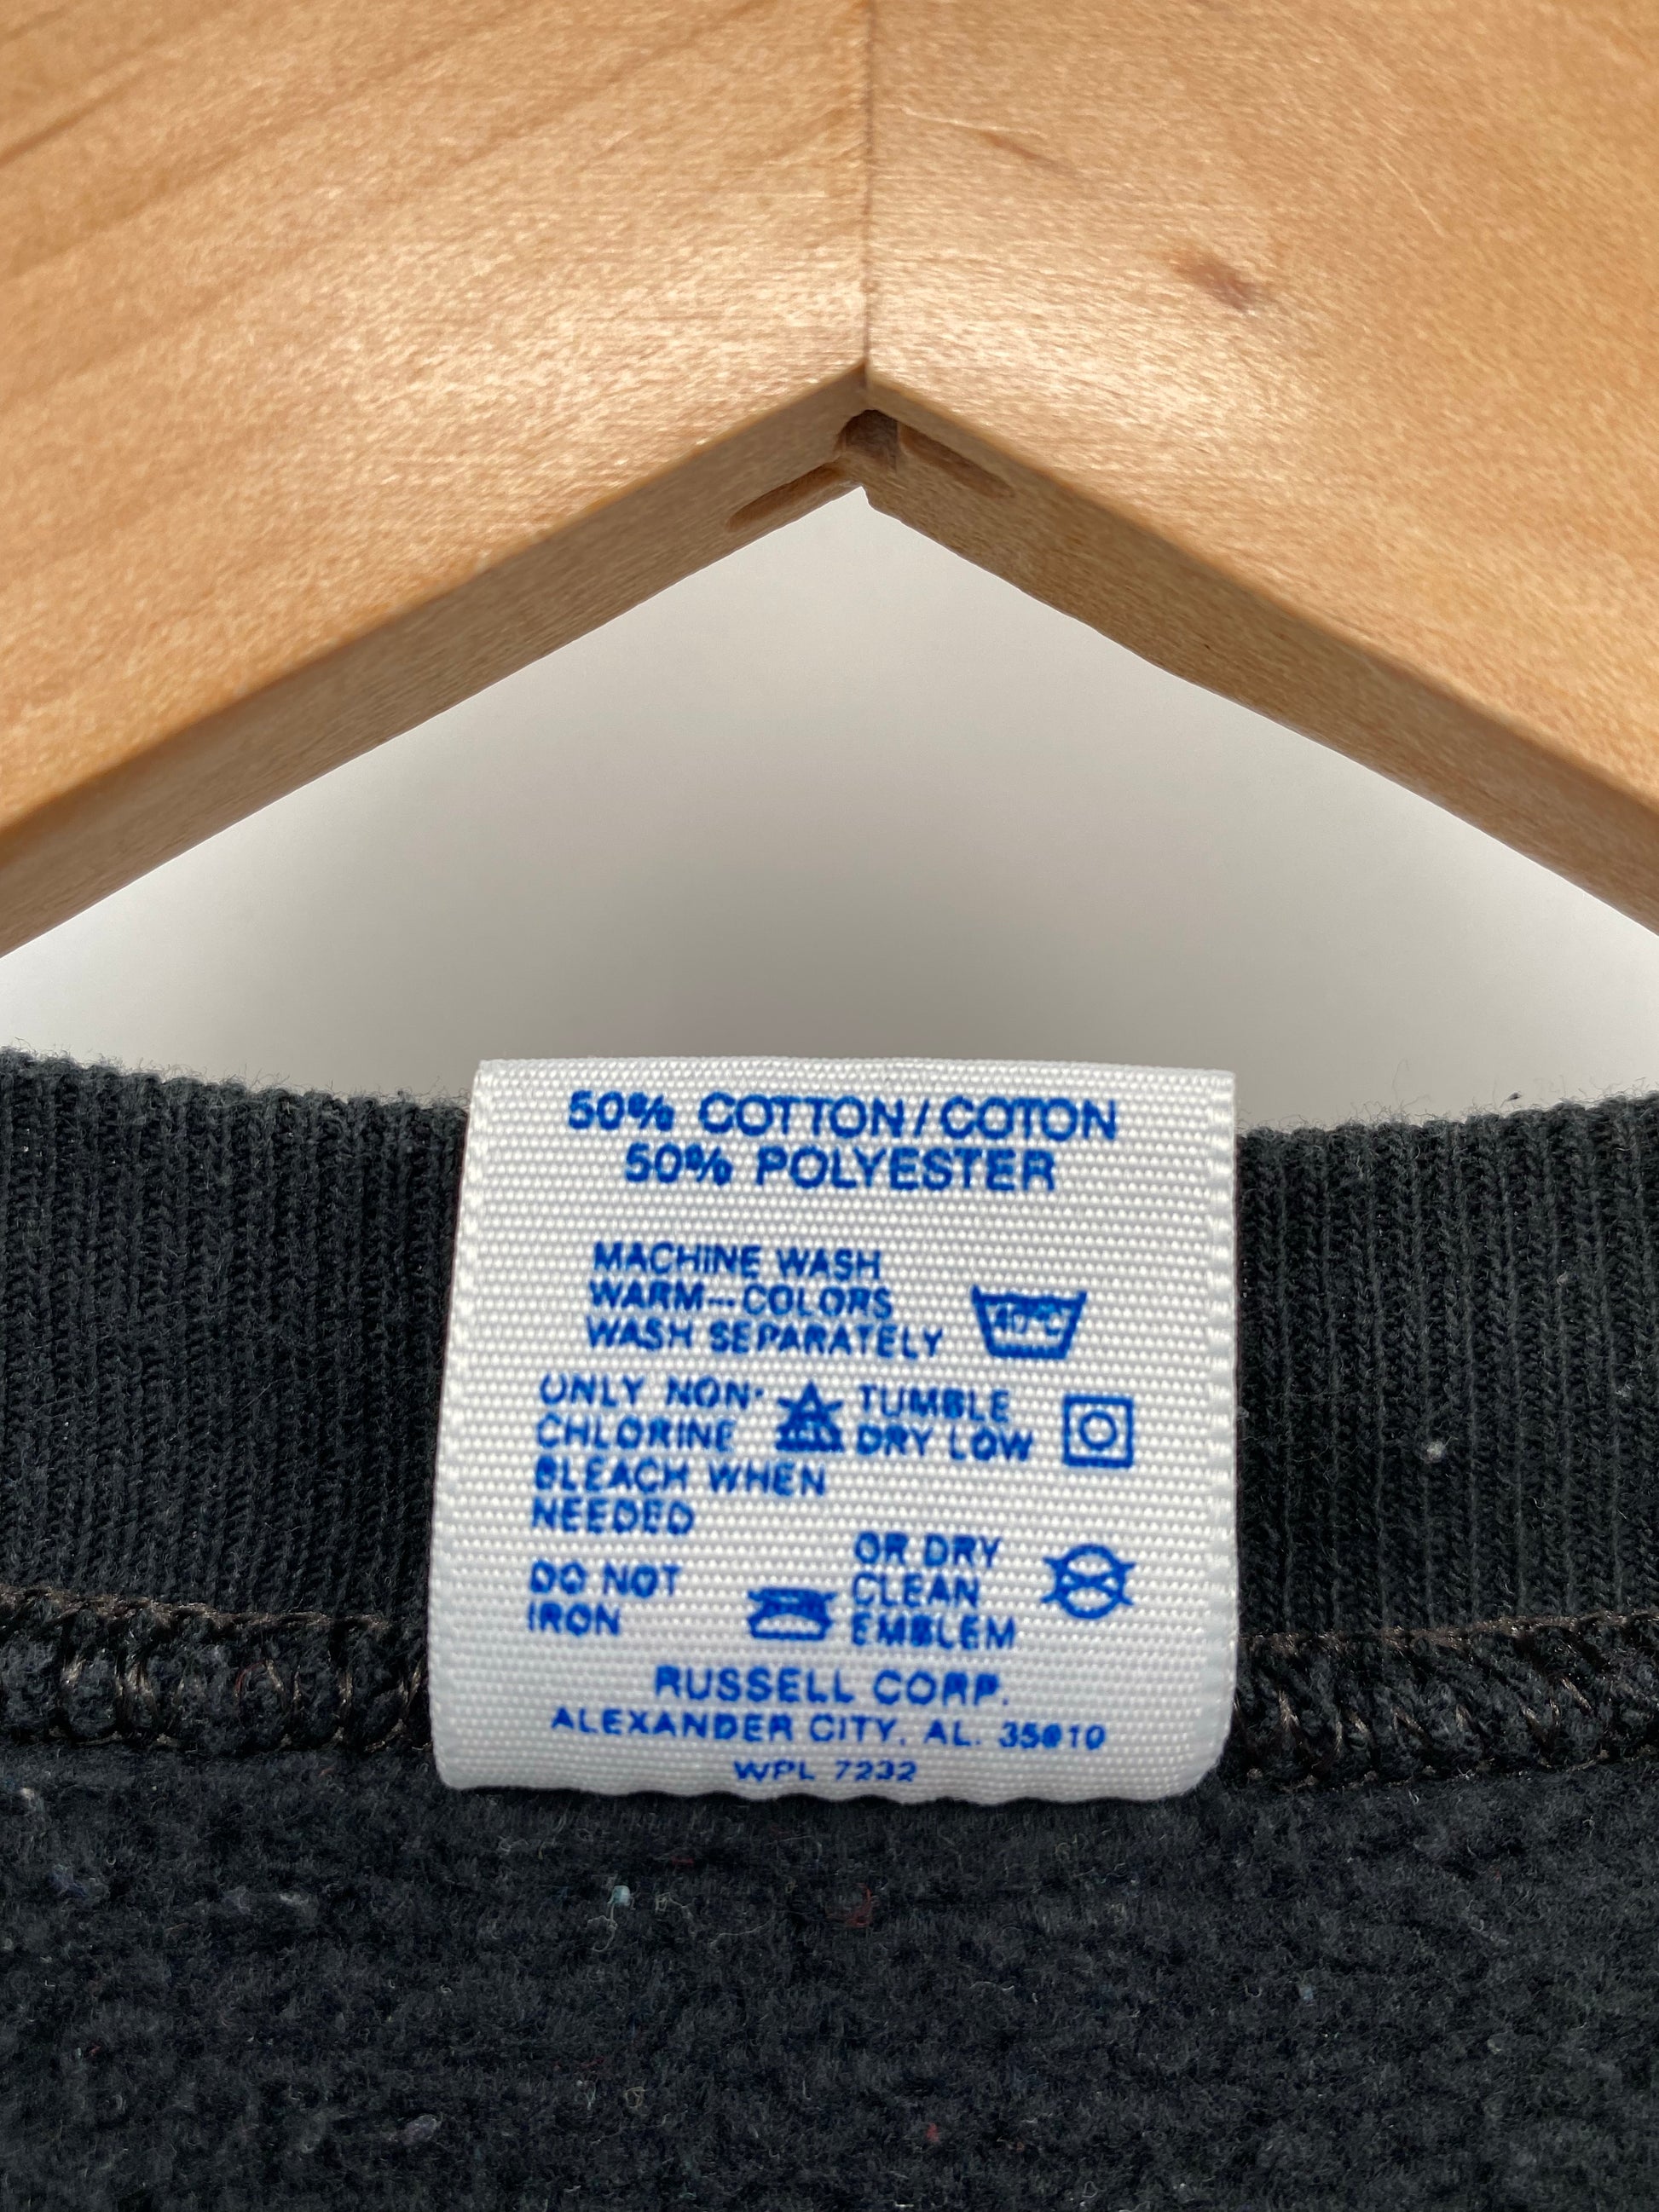 50% COTTON/COTON
50% POLYESTER
MACHINE WASH
WARM--COLORS
WASH SEPARATELY
40°C
ONLY NON-
CHLORINE
BLEACH WHEN
NEEDED
TUMBLE
DRY LOW
DO NOT
IRON
OR DRY
CLEAN
EMBLEM
RUSSELL CORP.
ALEXANDER CITY, AL. 35010
WPL 7232